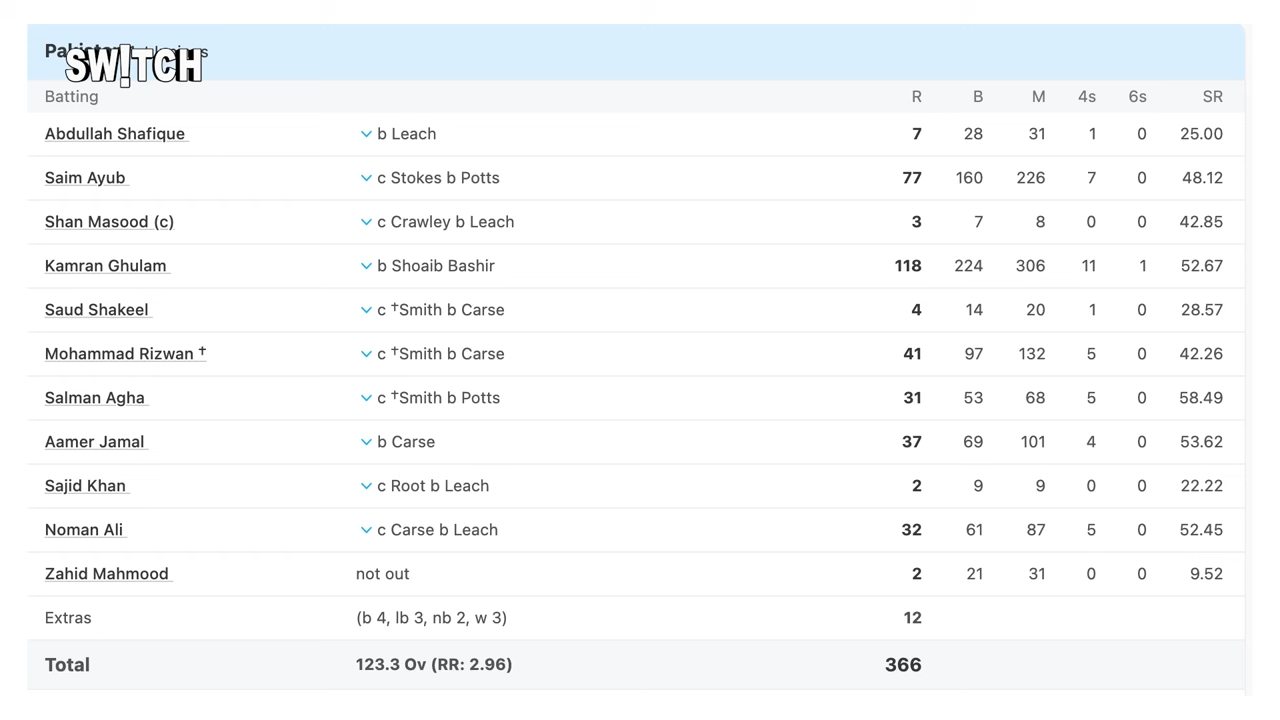 SW!TCH
Batting R B M 4s 6s SR
Abdullah Shafique b Leach 7 28 31 1 0 25.00
Saim Ayub c Stokes b Potts 77 160 226 7 0 48.12
Shan Masood (c) c Crawley b Leach 3 7 8 0 0 42.85
Kamran Ghulam b Shoaib Bashir 118 224 306 11 1 52.67
Saud Shakeel c †Smith b Carse 4 14 20 1 0 28.57
Mohammad Rizwan † c †Smith b Carse 41 97 132 5 0 42.26
Salman Agha c †Smith b Potts 31 53 68 5 0 58.49
Aamer Jamal b Carse 37 69 101 4 0 53.62
Sajid Khan c Root b Leach 2 9 9 0 0 22.22
Noman Ali c Carse b Leach 32 61 87 5 0 52.45
Zahid Mahmood not out 2 21 31 0 0 9.52
Extras (b 4, lb 3, nb 2, w 3) 12
Total 123.3 Ov (RR: 2.96) 366